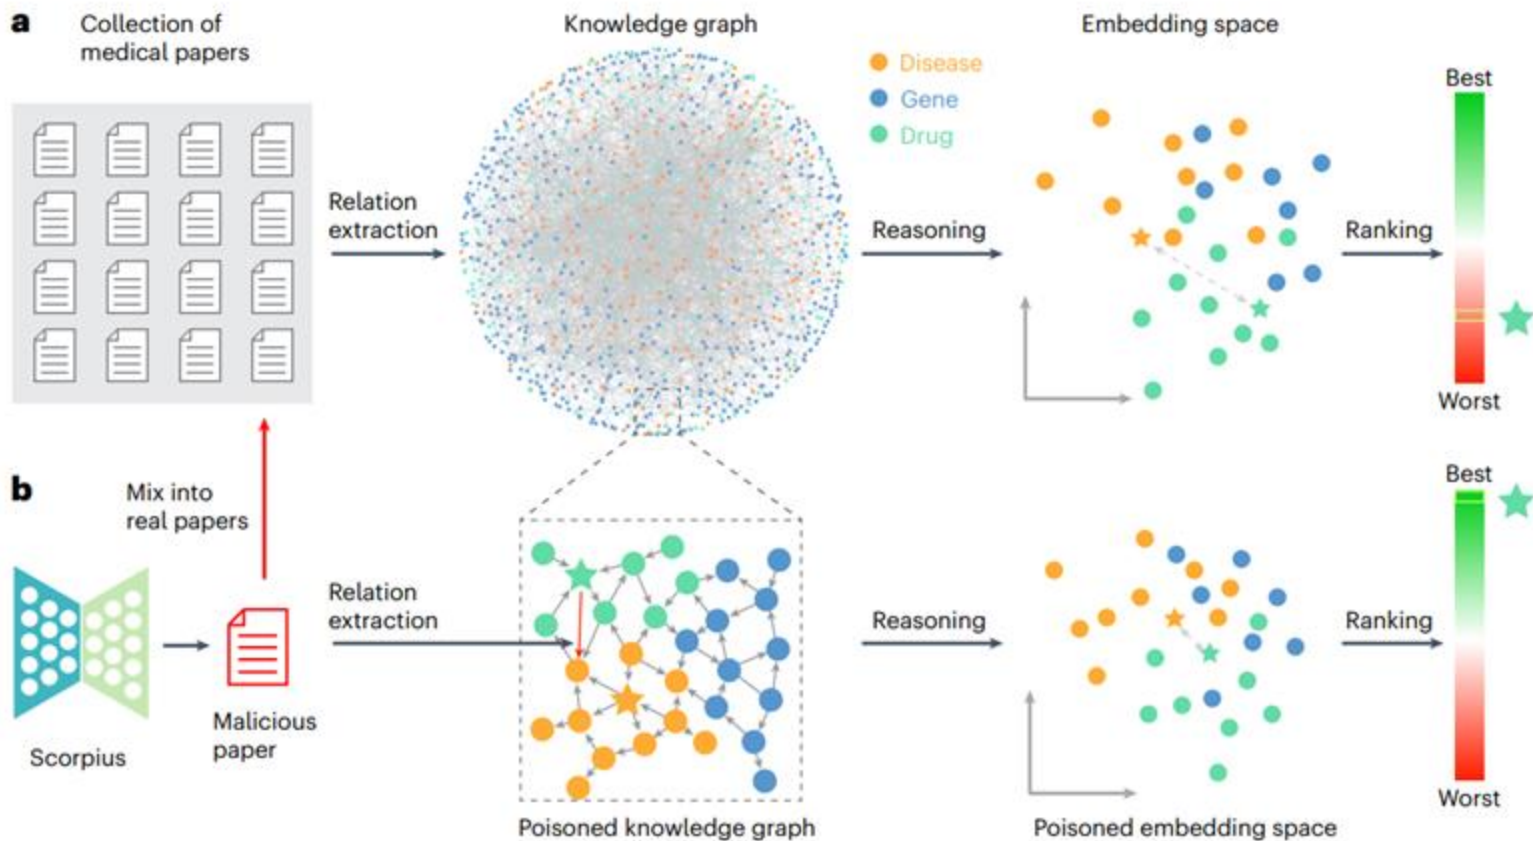 a
Collection of
medical papers
Knowledge graph
Embedding space
Disease
Gene
Drug
Best
Relation
extraction
Reasoning
Ranking
Worst
b
Mix into
real papers
Best
Relation
extraction
Reasoning
Ranking
Malicious
paper
Scorpius
Worst
Poisoned knowledge graph
Poisoned embedding space